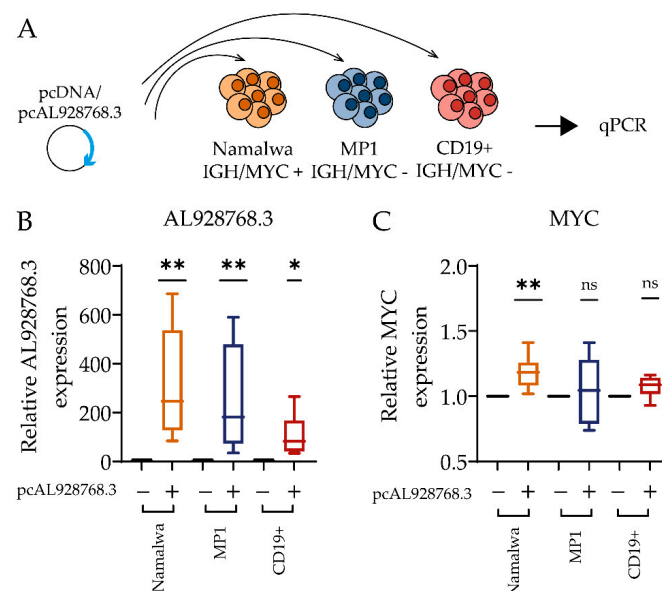 A
pcDNA/
pcAL928768.3
Namalwa
IGH/MYC +
MP1
IGH/MYC -
CD19+
IGH/MYC -
qPCR
B
AL928768.3
Relative AL928768.3
expression
800
600
400
200
0
** ** *
pcAL928768.3 − + − + − +
Namalwa
MP1
CD19+
C
MYC
Relative MYC
expression
2.0
1.5
1.0
0.5
** ns ns
pcAL928768.3 − + − + − +
Namalwa
MP1
CD19+